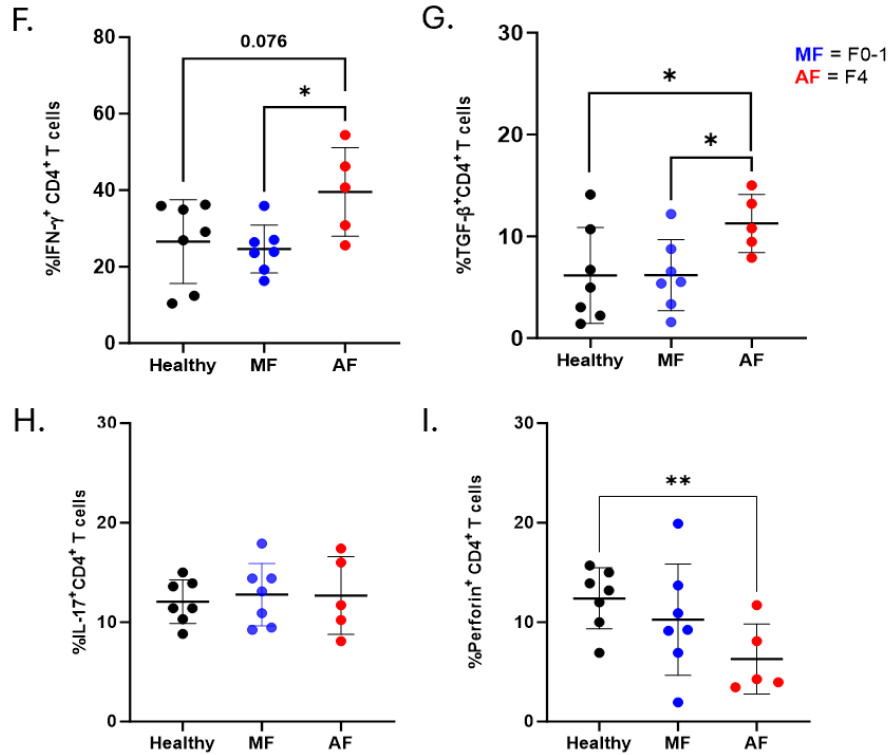 F.
%IFN-γ⁺ CD4⁺ T cells
80
60
40
20
0
0.076
*
Healthy
MF
AF
G.
%TGF-β⁺CD4⁺ T cells
30
20
10
0
*
*
Healthy
MF
AF
MF = F0-1
AF = F4
H.
%IL-17⁺CD4⁺ T cells
30
20
10
0
Healthy
MF
AF
I.
%Perforin⁺ CD4⁺ T cells
30
20
10
0
**
Healthy
MF
AF